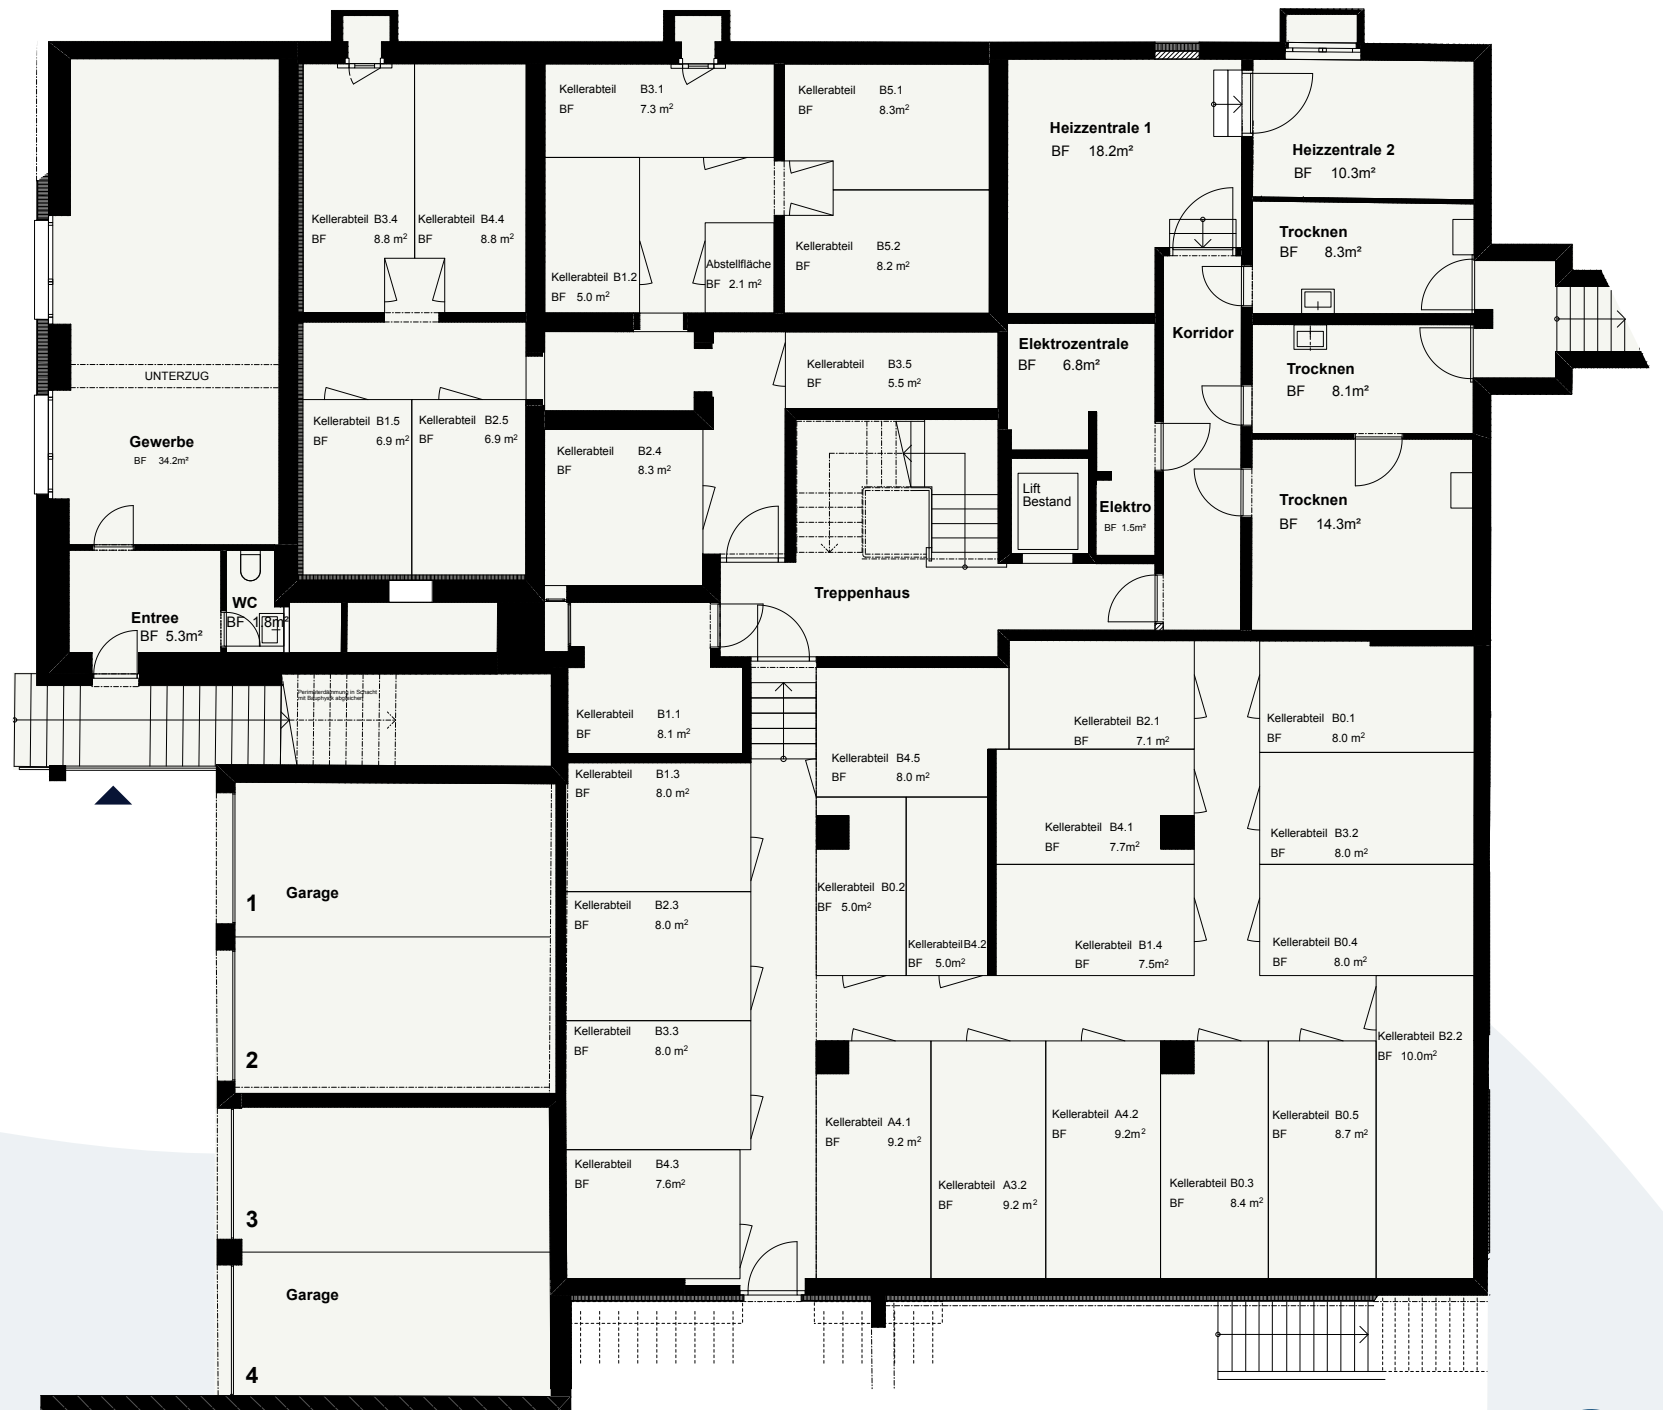 Kellerabteil B3.1
BF 7.3 m²
Kellerabteil B5.1
BF 8.3m²
Heizzentrale 1
BF 18.2m²
Heizzentrale 2
BF 10.3m²
Kellerabteil B3.4
BF 8.8 m²
Kellerabteil B4.4
BF 8.8 m²
Kellerabteil B1.2
BF 5.0 m²
Abstellfläche
BF 2.1 m²
Kellerabteil B5.2
BF 8.2 m²
Trocknen
BF 8.3m²
Korridor
Elektrozentrale
BF 6.8m²
Kellerabteil B3.5
BF 5.5 m²
Trocknen
BF 8.1m²
UNTERZUG
Gewerbe
BF 34.2m²
Kellerabteil B1.5
BF 6.9 m²
Kellerabteil B2.5
BF 6.9 m²
Kellerabteil B2.4
BF 8.3 m²
Lift
Bestand
Elektro
BF 1.5m²
Trocknen
BF 14.3m²
Treppenhaus
Entree
BF 5.3m²
WC
BF 1.8m²
Perimeterdämmung in Schacht
mit Bauphysik abgleichen
Kellerabteil B1.1
BF 8.1 m²
Kellerabteil B2.1
BF 7.1 m²
Kellerabteil B0.1
BF 8.0 m²
Kellerabteil B4.5
BF 8.0 m²
Kellerabteil B1.3
BF 8.0 m²
Kellerabteil B4.1
BF 7.7m²
Kellerabteil B3.2
BF 8.0 m²
1 Garage
Kellerabteil B0.2
BF 5.0m²
Kellerabteil B2.3
BF 8.0 m²
Kellerabteil B4.2
BF 5.0m²
Kellerabteil B1.4
BF 7.5m²
Kellerabteil B0.4
BF 8.0 m²
2
Kellerabteil B3.3
BF 8.0 m²
Kellerabteil B2.2
BF 10.0m²
Kellerabteil A4.1
BF 9.2 m²
Kellerabteil A4.2
BF 9.2m²
Kellerabteil B0.5
BF 8.7 m²
Kellerabteil B4.3
BF 7.6m²
Kellerabteil A3.2
BF 9.2 m²
Kellerabteil B0.3
BF 8.4 m²
3
Garage
4